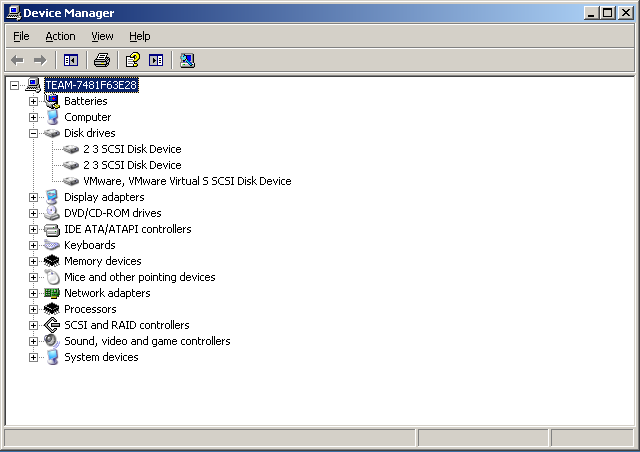 Device Manager
File Action View Help
TEAM-7481F63E28
Batteries
Computer
Disk drives
2 3 SCSI Disk Device
2 3 SCSI Disk Device
VMware, VMware Virtual S SCSI Disk Device
Display adapters
DVD/CD-ROM drives
IDE ATA/ATAPI controllers
Keyboards
Memory devices
Mice and other pointing devices
Network adapters
Processors
SCSI and RAID controllers
Sound, video and game controllers
System devices